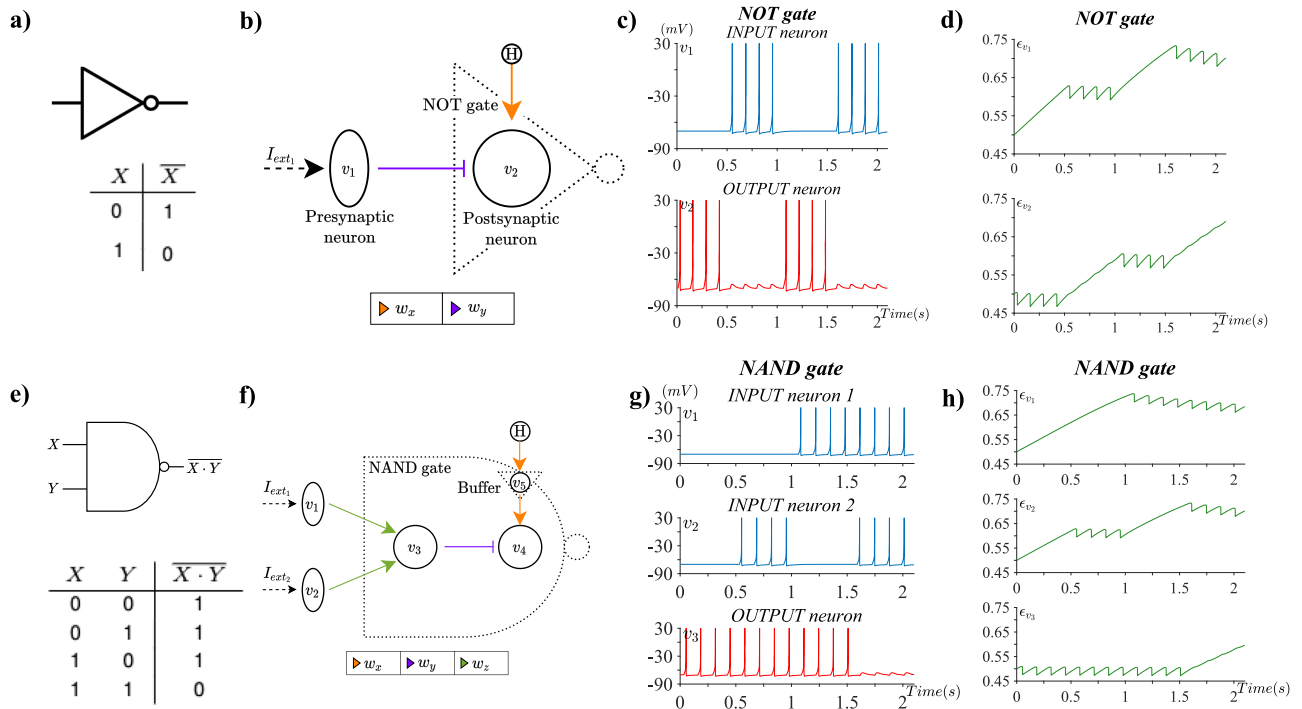 a)
X X̅
0 1
1 0
b)
H
NOT gate
I_ext₁
v₁
v₂
Presynaptic
neuron
Postsynaptic
neuron
w_x w_y
c)
NOT gate
(mV) INPUT neuron
30 v₁
-30
-90
0 0.5 1 1.5 2
OUTPUT neuron
30 v₂
-30
-90
0 0.5 1 1.5 2 Time(s)
d)
NOT gate
0.75 ϵ_v₁
0.65
0.55
0.45
0 0.5 1 1.5 2
0.75 ϵ_v₂
0.65
0.55
0.45
0 0.5 1 1.5 2
e)
X
Y
\overline{X · Y}
X Y \overline{X · Y}
0 0 1
0 1 1
1 0 1
1 1 0
f)
H
NAND gate
Buffer v₅
I_ext₁
v₁
v₃ v₄
I_ext₂
v₂
w_x w_y w_z
g)
NAND gate
(mV) INPUT neuron 1
30 v₁
-30
-90
0 0.5 1 1.5 2
INPUT neuron 2
30 v₂
-30
-90
0 0.5 1 1.5 2
OUTPUT neuron
30 v₃
-30
-90
0 0.5 1 1.5 2 Time(s)
h)
NAND gate
0.75 ϵ_v₁
0.65
0.55
0.45
0 0.5 1 1.5 2
0.75 ϵ_v₂
0.65
0.55
0.45
0 0.5 1 1.5 2
0.75 ϵ_v₃
0.65
0.55
0.45
0 0.5 1 1.5 2 Time(s)